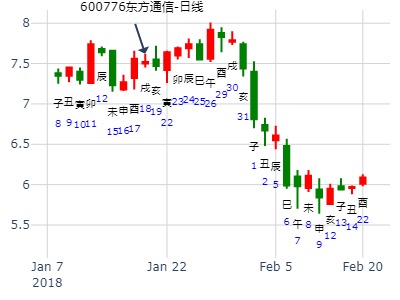 600776东方通信-日线
8
7.5
7
6.5
6
5.5
子 丑 寅 卯 辰 未 申 酉 戌 亥 寅 卯 辰 巳 午 酉 戌 亥 子 丑 辰 巳 午 未 申 亥 子 丑 酉
8 9 10 11 12 15 16 17 18 19 22 23 24 25 26 29 30 31 1 2 5 6 7 8 9 12 13 14 22
Jan 7 Jan 22 Feb 5 Feb 20
2018